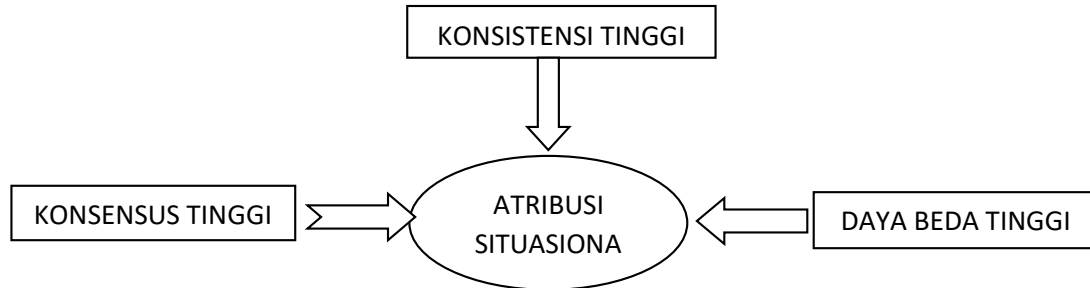 KONSISTENSI TINGGI
KONSENSUS TINGGI
ATRIBUSI
SITUASIONA
DAYA BEDA TINGGI